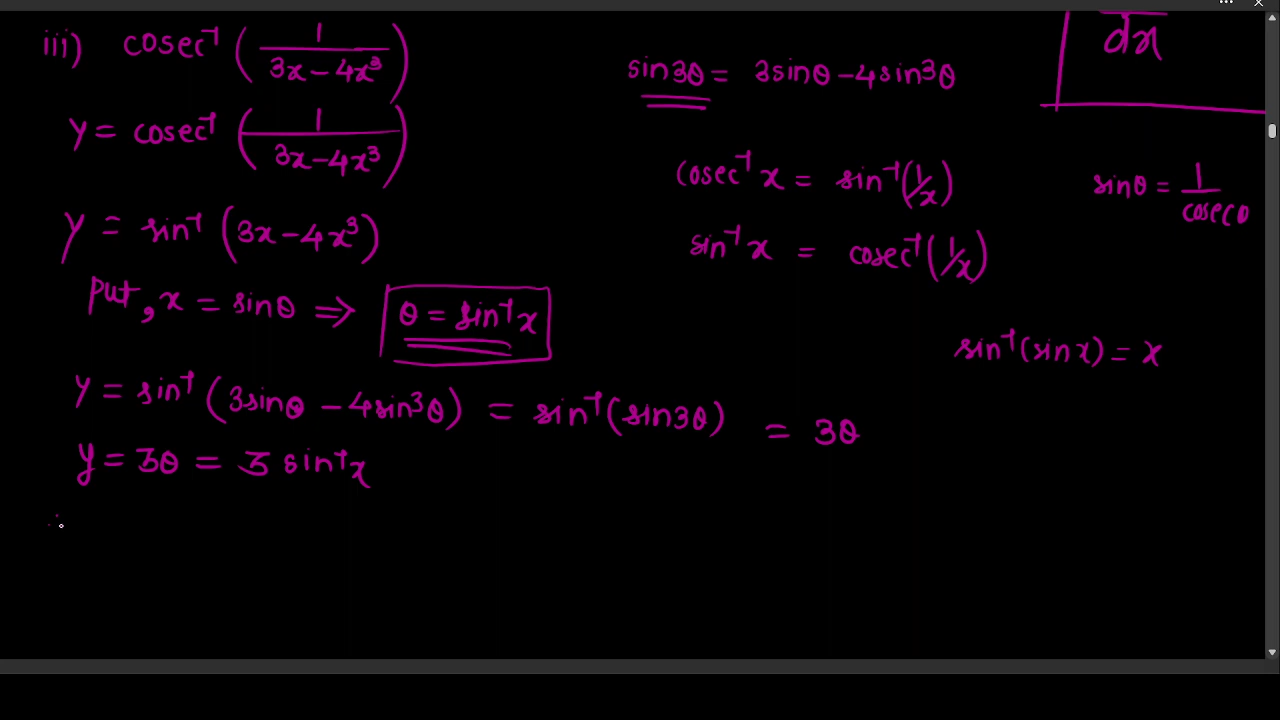 iii) cosec⁻¹ (1/(3x − 4x³))
sin3θ = 3sinθ − 4sin³θ
dx
y = cosec⁻¹ (1/(3x − 4x³))
cosec⁻¹ x = sin⁻¹(1/x)
sinθ = 1/cosecθ
y = sin⁻¹ (3x − 4x³)
sin⁻¹ x = cosec⁻¹(1/x)
put, x = sinθ ⇒ θ = sin⁻¹x
sin⁻¹(sin x) = x
y = sin⁻¹ (3sinθ − 4sin³θ) = sin⁻¹(sin3θ) = 3θ
y = 3θ = 3 sin⁻¹x